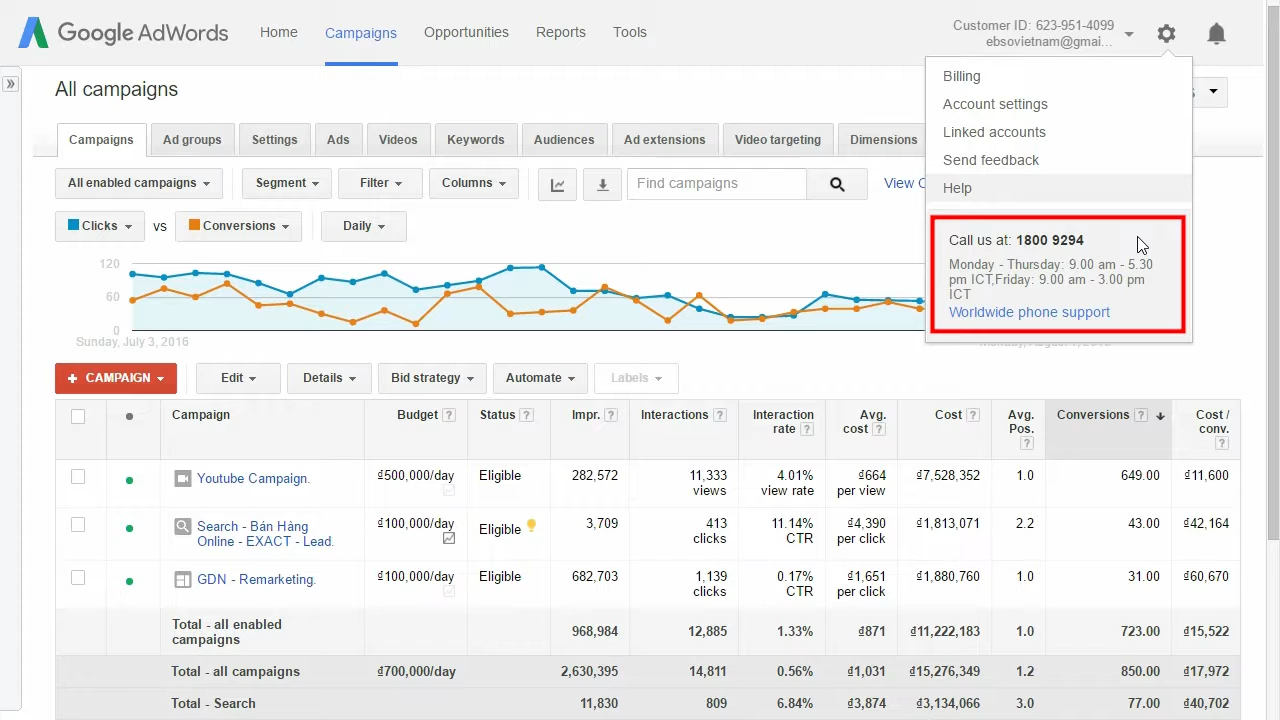 Google AdWords
Home
Campaigns
Opportunities
Reports
Tools
Customer ID: 623-951-4099
ebsovietnam@gmai...
»
All campaigns
Billing
Account settings
Linked accounts
Send feedback
Help
Call us at: 1800 9294
Monday - Thursday: 9.00 am - 5.30
pm ICT,Friday: 9.00 am - 3.00 pm
ICT
Worldwide phone support
Campaigns
Ad groups
Settings
Ads
Videos
Keywords
Audiences
Ad extensions
Video targeting
Dimensions
All enabled campaigns
Segment
Filter
Columns
Find campaigns
View
Clicks
vs
Conversions
Daily
120
60
0
Sunday, July 3, 2016
+ CAMPAIGN
Edit
Details
Bid strategy
Automate
Labels
Campaign
Budget ?
Status ?
Impr. ?
Interactions ?
Interaction
rate ?
Avg.
cost ?
Cost ?
Avg.
Pos.
?
Conversions ?
Cost /
conv.
?
Youtube Campaign.
₫500,000/day
Eligible
282,572
11,333
views
4.01%
view rate
₫664
per view
₫7,528,352
1.0
649.00
₫11,600
Search - Bán Hàng
Online - EXACT - Lead.
₫100,000/day
Eligible
3,709
413
clicks
11.14%
CTR
₫4,390
per click
₫1,813,071
2.2
43.00
₫42,164
GDN - Remarketing.
₫100,000/day
Eligible
682,703
1,139
clicks
0.17%
CTR
₫1,651
per click
₫1,880,760
1.0
31.00
₫60,670
Total - all enabled
campaigns
968,984
12,885
1.33%
₫871
₫11,222,183
1.0
723.00
₫15,522
Total - all campaigns
₫700,000/day
2,630,395
14,811
0.56%
₫1,031
₫15,276,349
1.2
850.00
₫17,972
Total - Search
11,830
809
6.84%
₫3,874
₫3,134,066
3.0
77.00
₫40,702